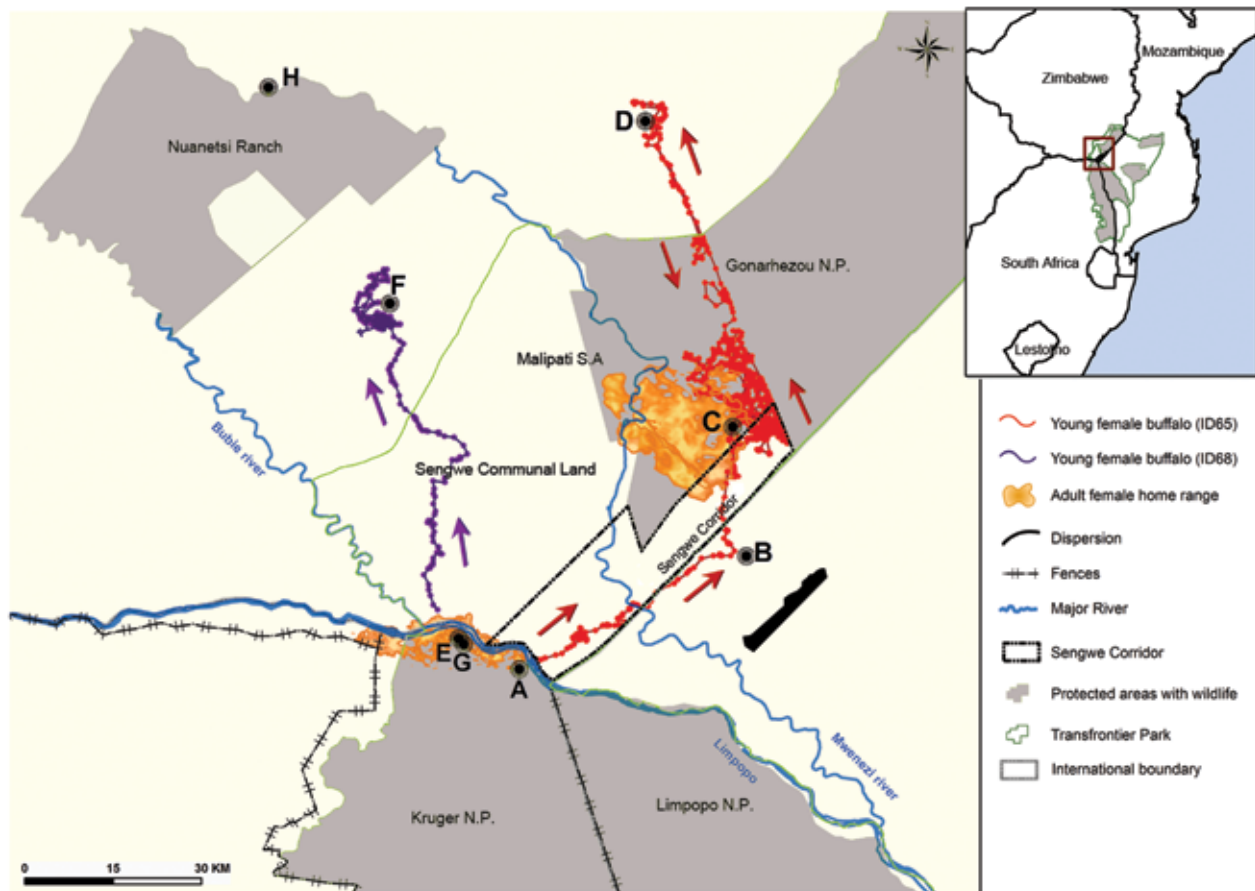 H
Nuanetsi Ranch
D
Gonarhezou N.P.
F
Malipati S.A
C
Buble river
Sengwe Communal Land
Sengwe Corridor
B
E
G
A
Mwenezi river
Limpopo
Kruger N.P.
Limpopo N.P.
0 15 30 KM
Mozambique
Zimbabwe
South Africa
Lestotho
Young female buffalo (ID65)
Young female buffalo (ID68)
Adult female home range
Dispersion
Fences
Major River
Sengwe Corridor
Protected areas with wildlife
Transfrontier Park
International boundary